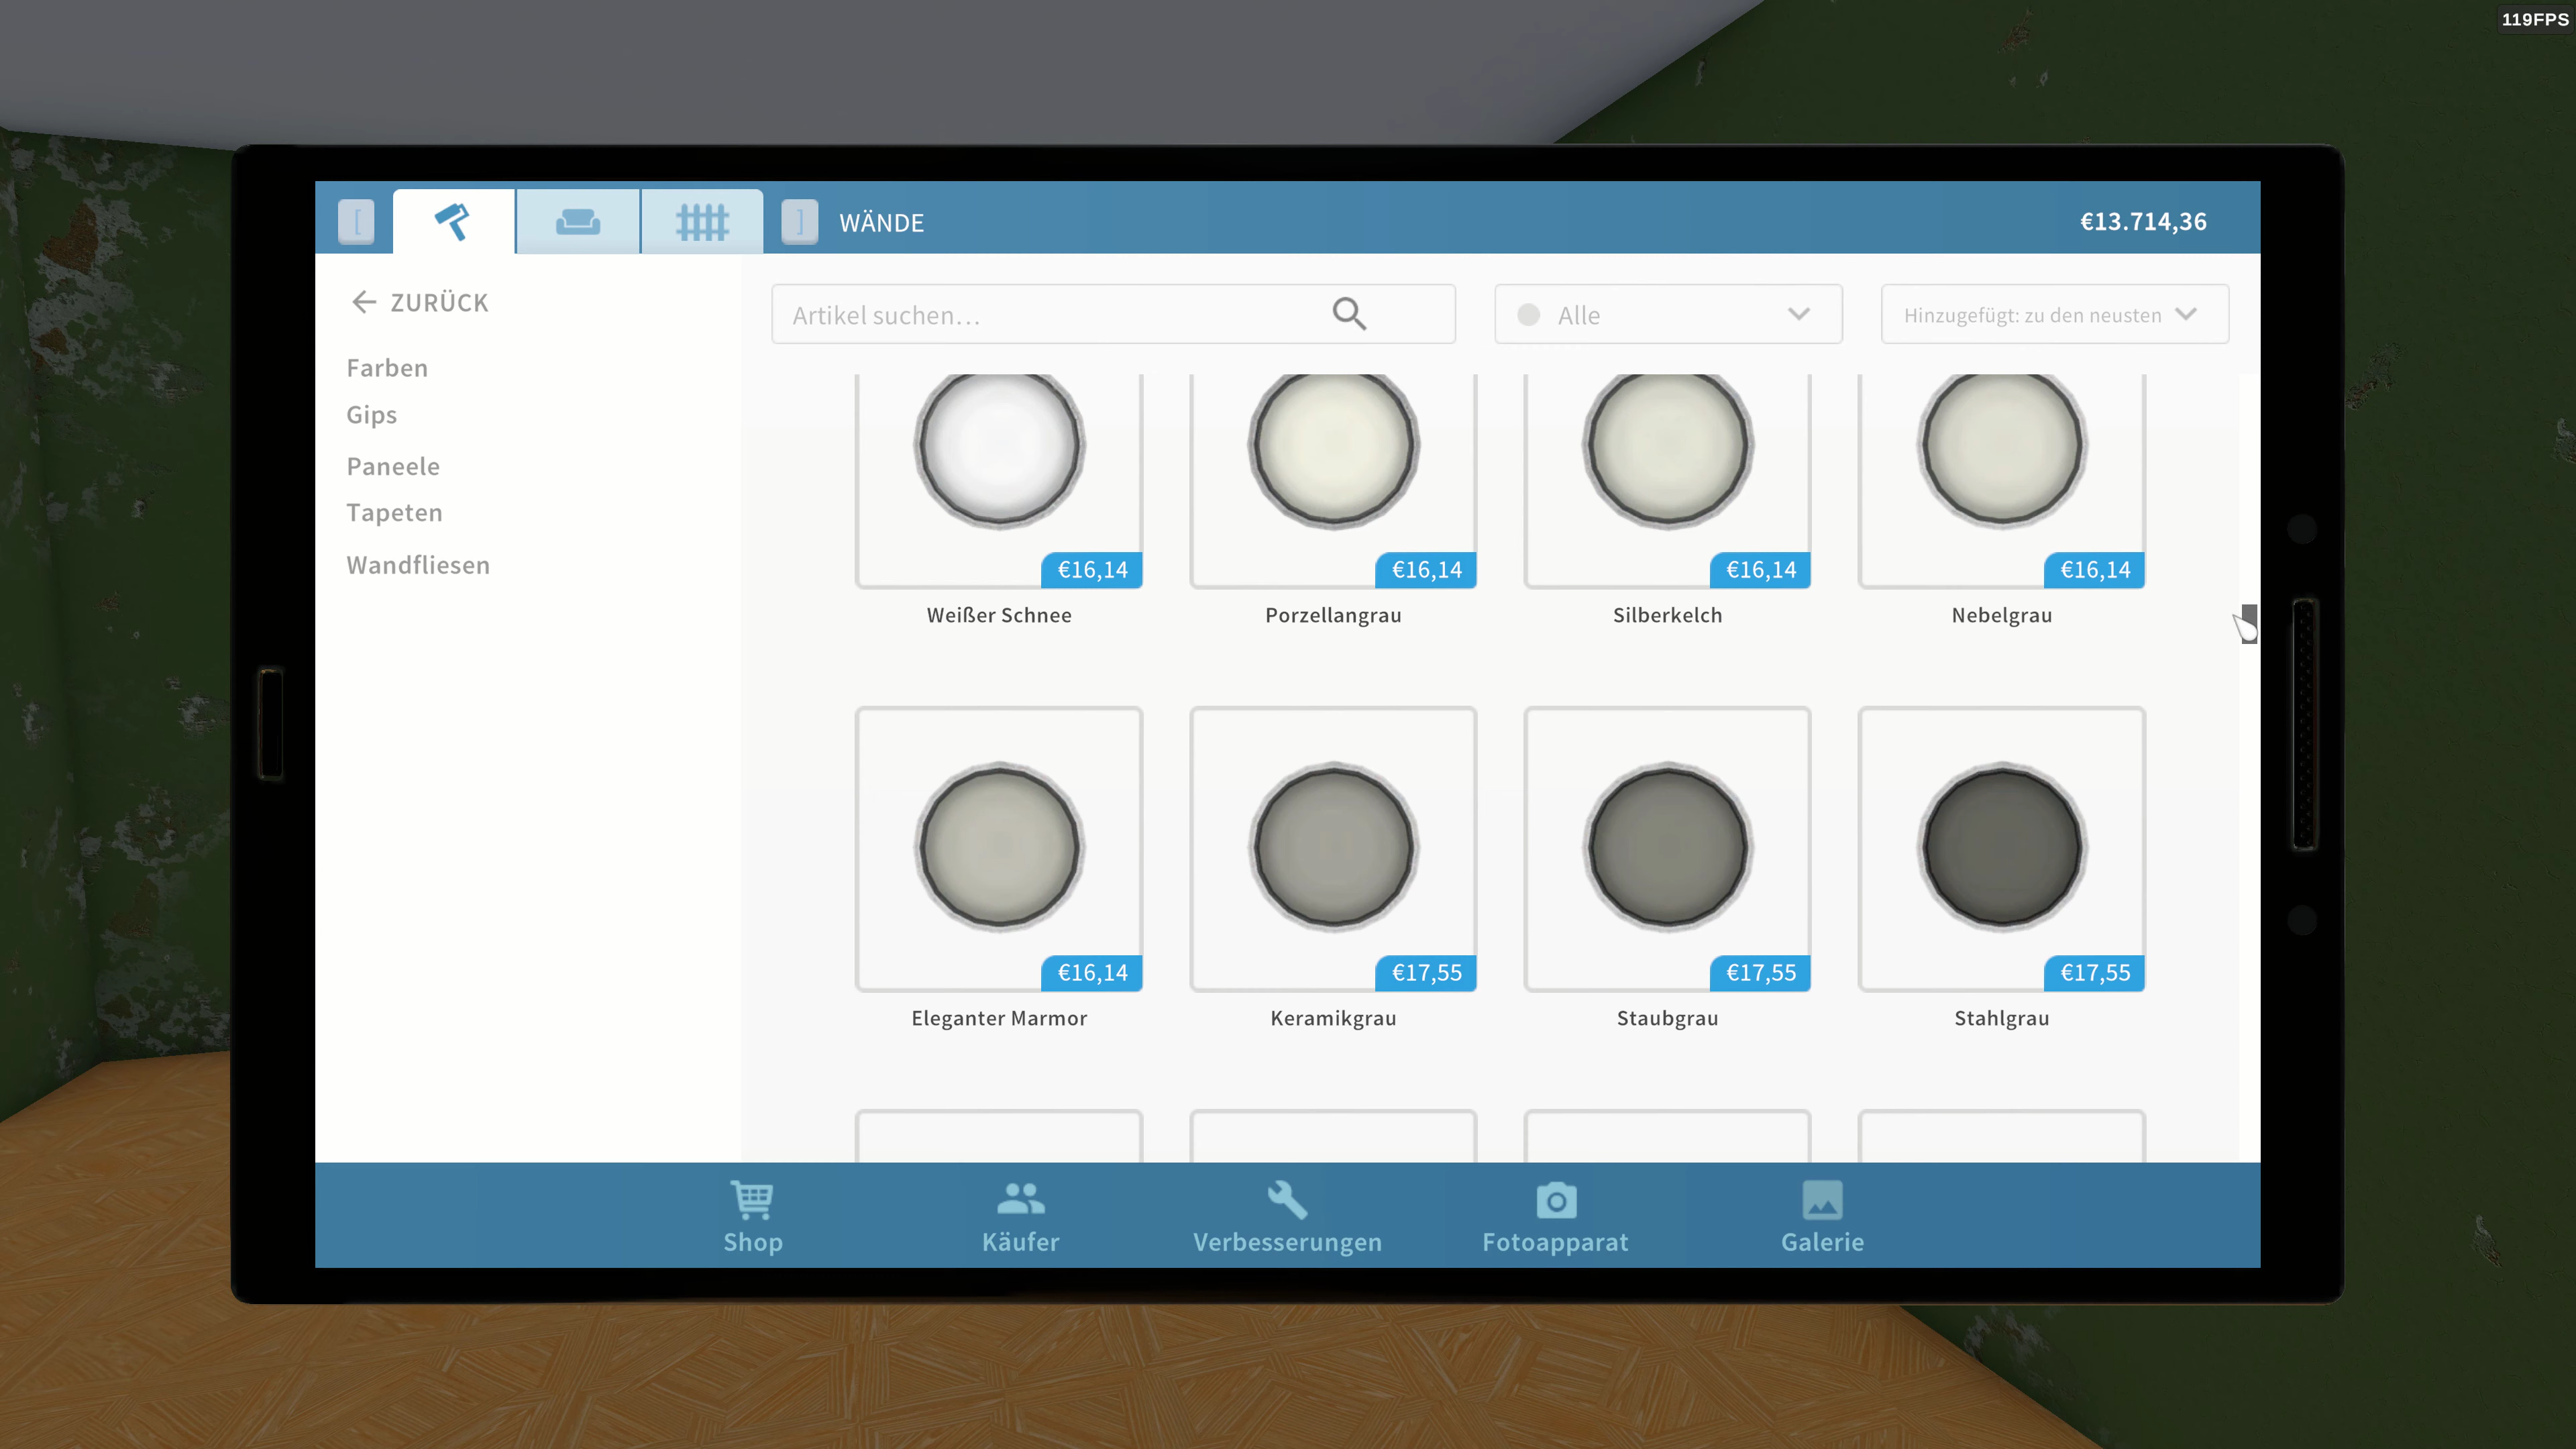 119FPS
[
]
WÄNDE
€13.714,36
ZURÜCK
Artikel suchen...
Alle
Hinzugefügt: zu den neusten
Farben
Gips
Paneele
Tapeten
Wandfliesen
€16,14
€16,14
€16,14
€16,14
Weißer Schnee
Porzellangrau
Silberkelch
Nebelgrau
€16,14
€17,55
€17,55
€17,55
Eleganter Marmor
Keramikgrau
Staubgrau
Stahlgrau
Shop
Käufer
Verbesserungen
Fotoapparat
Galerie